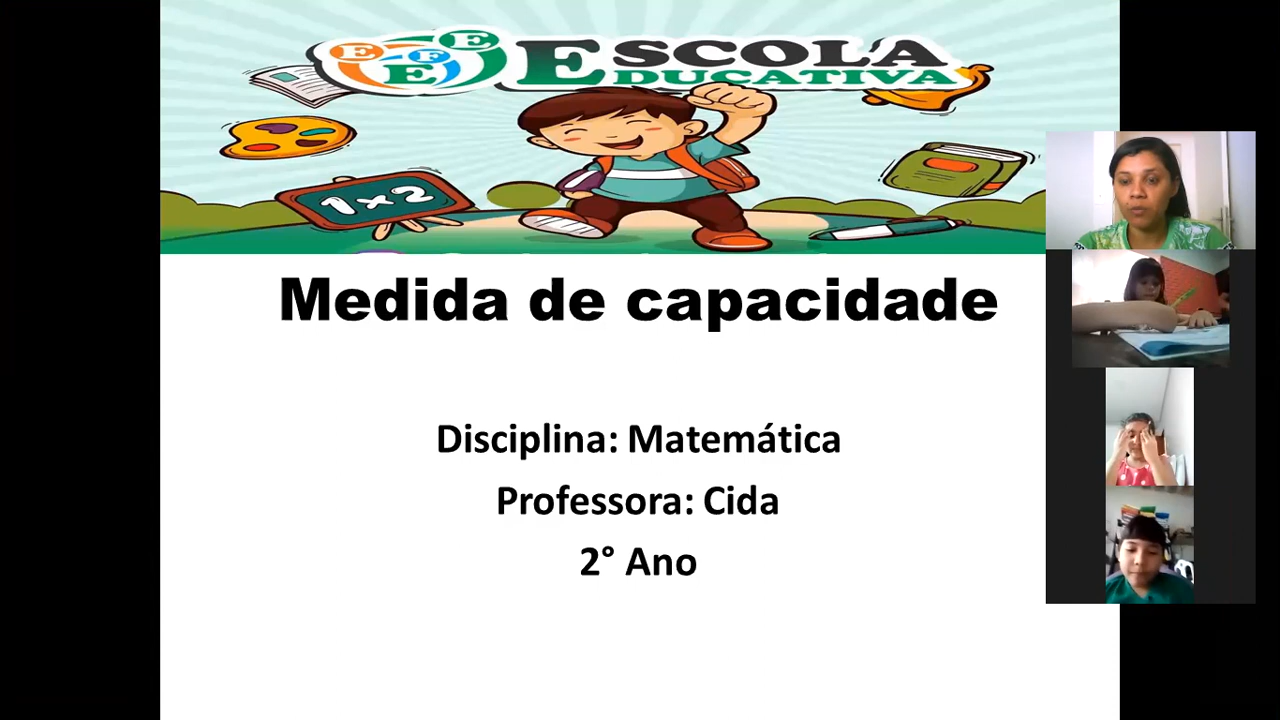 E E F E ESCOLA
EDUCATIVA
1x2
Medida de capacidade
Disciplina: Matemática
Professora: Cida
2° Ano